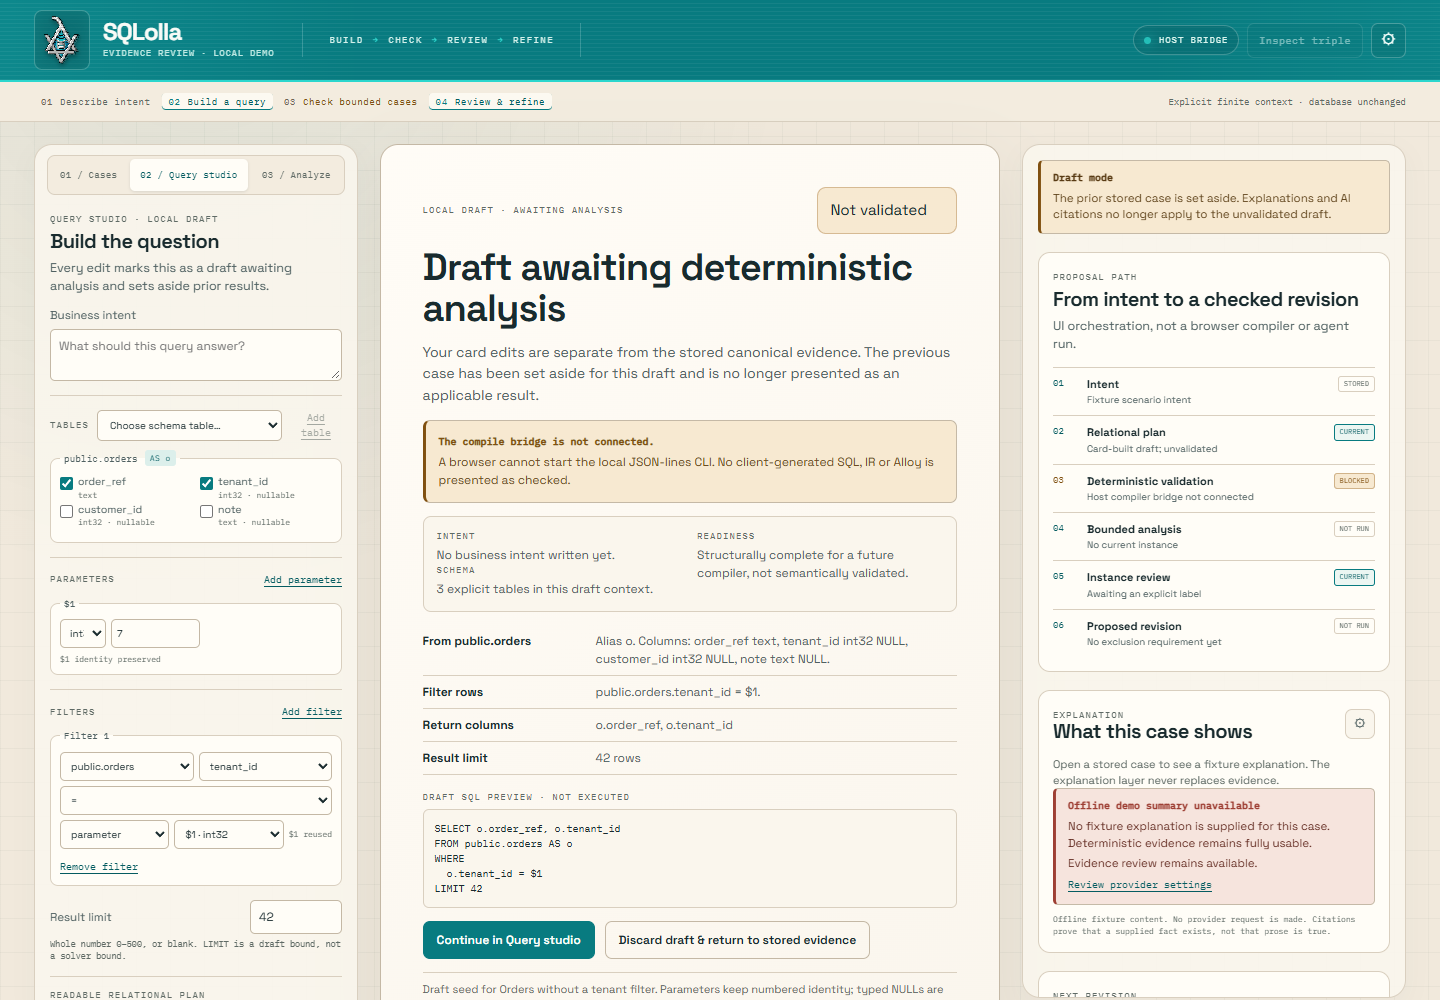 SQLolla
EVIDENCE REVIEW · LOCAL DEMO
BUILD → CHECK → REVIEW → REFINE
HOST BRIDGE
Inspect triple
01 Describe intent
02 Build a query
03 Check bounded cases
04 Review & refine
Explicit finite context · database unchanged
01 / Cases
02 / Query studio
03 / Analyze
QUERY STUDIO · LOCAL DRAFT
Build the question
Every edit marks this as a draft awaiting
analysis and sets aside prior results.
Business intent
What should this query answer?
TABLES
Choose schema table…
Add
table
public.orders
AS o
order_ref
text
tenant_id
int32 · nullable
customer_id
int32 · nullable
note
text · nullable
PARAMETERS
Add parameter
$1
int
7
$1 identity preserved
FILTERS
Add filter
Filter 1
public.orders
tenant_id
=
parameter
$1 · int32
$1 reused
Remove filter
Result limit
42
Whole number 0–500, or blank. LIMIT is a draft bound, not
a solver bound.
READABLE RELATIONAL PLAN
LOCAL DRAFT · AWAITING ANALYSIS
Not validated
Draft awaiting deterministic
analysis
Your card edits are separate from the stored canonical evidence. The previous
case has been set aside for this draft and is no longer presented as an
applicable result.
The compile bridge is not connected.
A browser cannot start the local JSON-lines CLI. No client-generated SQL, IR or Alloy is
presented as checked.
INTENT
No business intent written yet.
SCHEMA
3 explicit tables in this draft context.
READINESS
Structurally complete for a future
compiler, not semantically validated.
From public.orders
Alias o. Columns: order_ref text, tenant_id int32 NULL,
customer_id int32 NULL, note text NULL.
Filter rows
public.orders.tenant_id = $1.
Return columns
o.order_ref, o.tenant_id
Result limit
42 rows
DRAFT SQL PREVIEW · NOT EXECUTED
SELECT o.order_ref, o.tenant_id
FROM public.orders AS o
WHERE
o.tenant_id = $1
LIMIT 42
Continue in Query studio
Discard draft & return to stored evidence
Draft seed for Orders without a tenant filter. Parameters keep numbered identity; typed NULLs are
Draft mode
The prior stored case is set aside. Explanations and AI
citations no longer apply to the unvalidated draft.
PROPOSAL PATH
From intent to a checked revision
UI orchestration, not a browser compiler or agent
run.
01
Intent
Fixture scenario intent
STORED
02
Relational plan
Card-built draft; unvalidated
CURRENT
03
Deterministic validation
Host compiler bridge not connected
BLOCKED
04
Bounded analysis
No current instance
NOT RUN
05
Instance review
Awaiting an explicit label
CURRENT
06
Proposed revision
No exclusion requirement yet
NOT RUN
EXPLANATION
What this case shows
Open a stored case to see a fixture explanation. The
explanation layer never replaces evidence.
Offline demo summary unavailable
No fixture explanation is supplied for this case.
Deterministic evidence remains fully usable.
Evidence review remains available.
Review provider settings
Offline fixture content. No provider request is made. Citations
prove that a supplied fact exists, not that prose is true.
NEXT REVISION